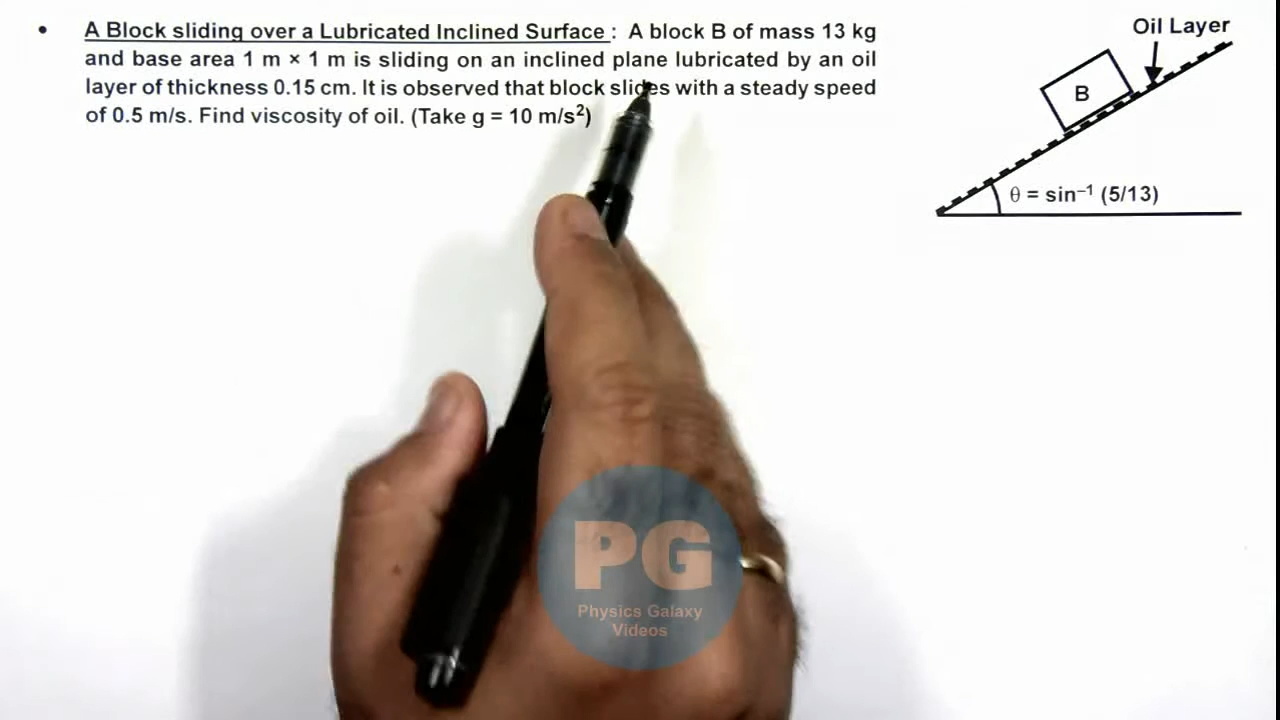 • A Block sliding over a Lubricated Inclined Surface : A block B of mass 13 kg
and base area 1 m × 1 m is sliding on an inclined plane lubricated by an oil
layer of thickness 0.15 cm. It is observed that block slides with a steady speed
of 0.5 m/s. Find viscosity of oil. (Take g = 10 m/s²)
Oil Layer
B
θ = sin⁻¹ (5/13)
PG
Physics Galaxy
Videos